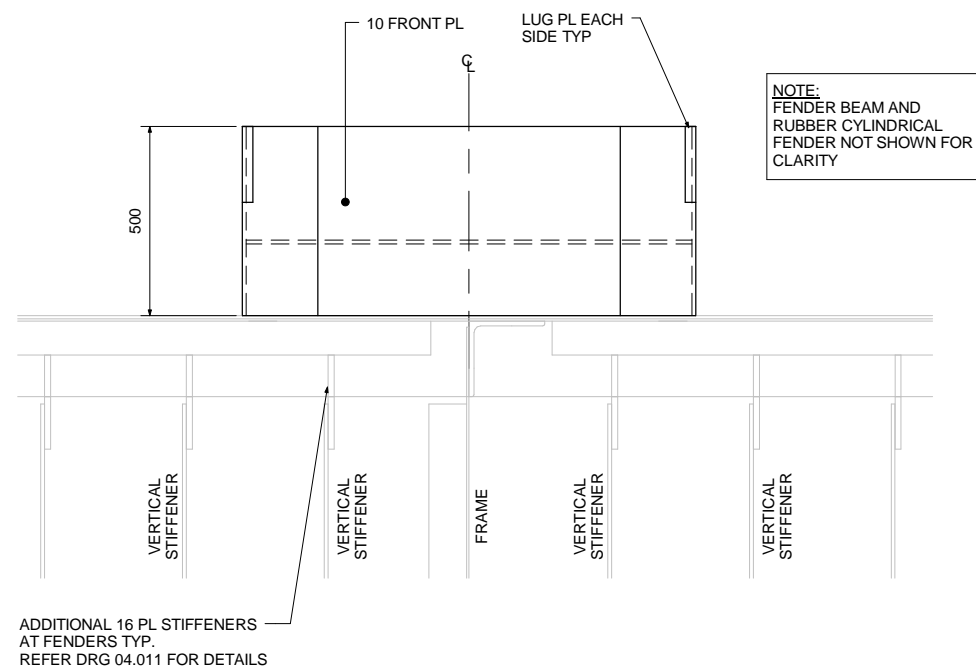 10 FRONT PL
LUG PL EACH
SIDE TYP
℄
NOTE:
FENDER BEAM AND
RUBBER CYLINDRICAL
FENDER NOT SHOWN FOR
CLARITY
500
VERTICAL
STIFFENER
VERTICAL
STIFFENER
FRAME
VERTICAL
STIFFENER
VERTICAL
STIFFENER
ADDITIONAL 16 PL STIFFENERS
AT FENDERS TYP.
REFER DRG 04.011 FOR DETAILS